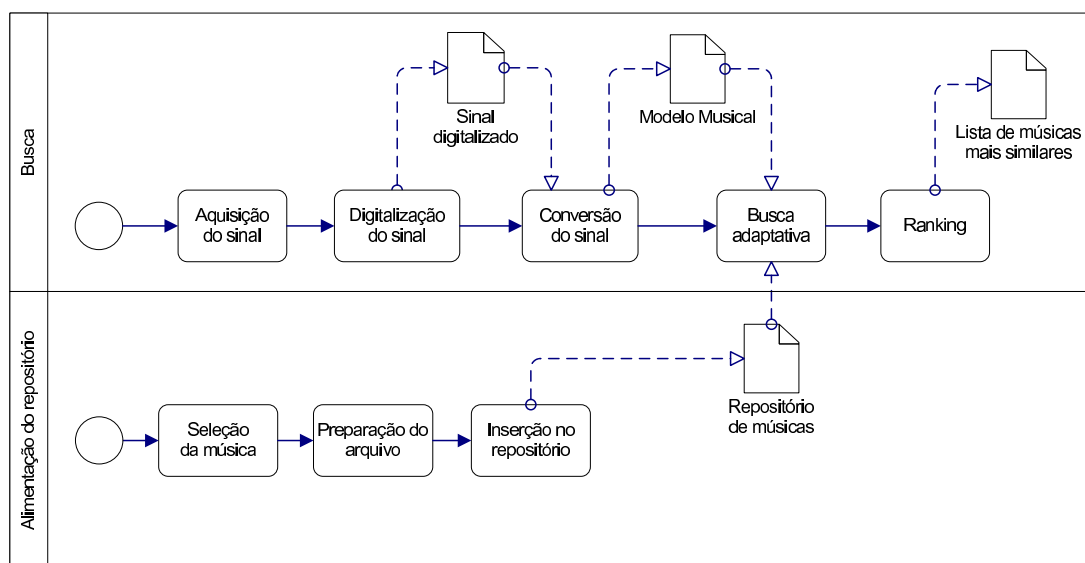 Busca
Sinal
digitalizado
Modelo Musical
Lista de músicas
mais similares
Aquisição
do sinal
Digitalização
do sinal
Conversão
do sinal
Busca
adaptativa
Ranking
Alimentação do repositório
Repositório
de músicas
Seleção
da música
Preparação do
arquivo
Inserção no
repositório